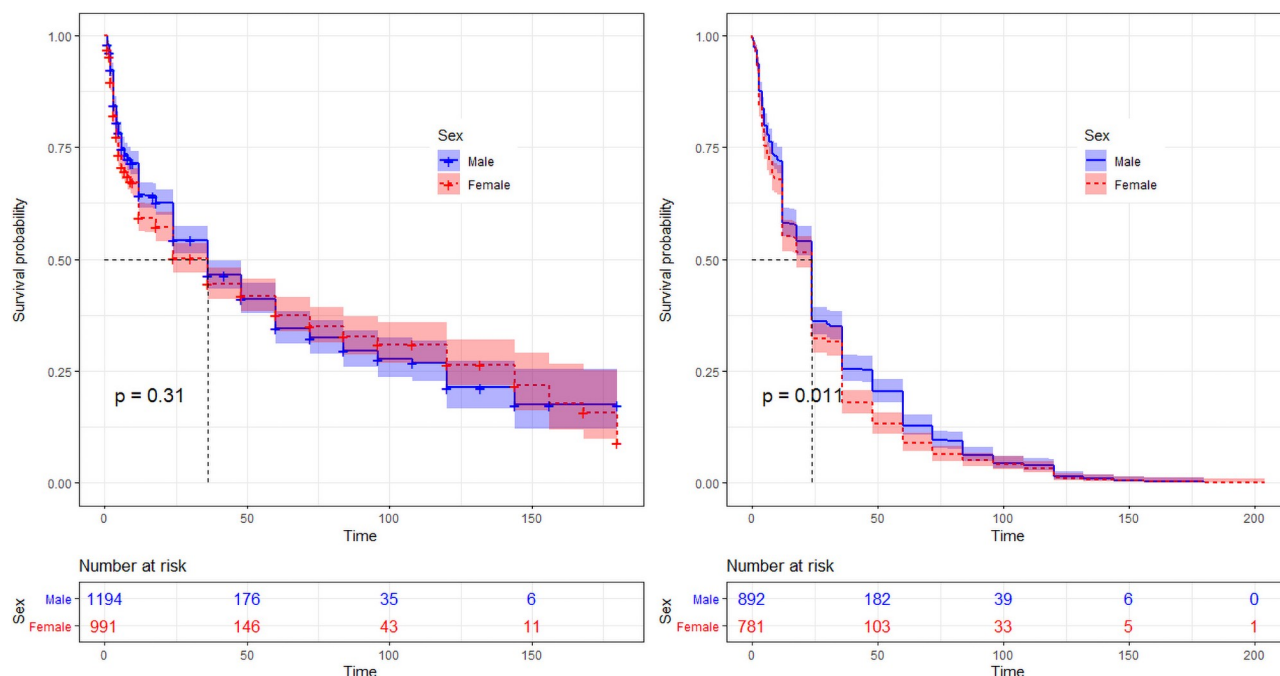 1.00
0.75
0.50
0.25
0.00
Survival probability
Sex
Male
Female
p = 0.31
0
50
100
150
Time
Number at risk
Sex
Male 1194 176 35 6
Female 991 146 43 11
0
50
100
150
Time
1.00
0.75
0.50
0.25
0.00
Survival probability
Sex
Male
Female
p = 0.011
0
50
100
150
200
Time
Number at risk
Sex
Male 892 182 39 6 0
Female 781 103 33 5 1
0
50
100
150
200
Time